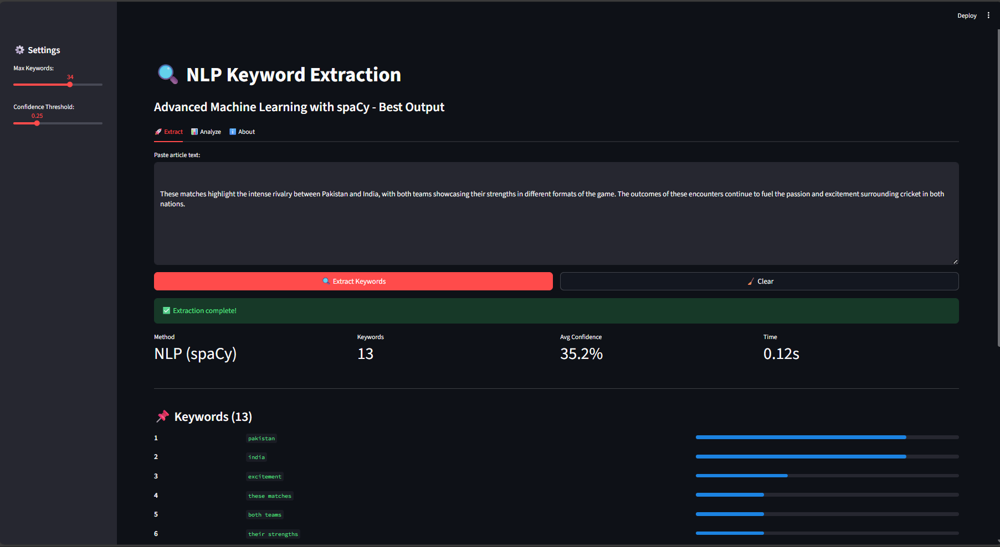 Deploy
Settings
Max Keywords:
34
Confidence Threshold:
0.25
NLP Keyword Extraction
Advanced Machine Learning with spaCy - Best Output
Extract
Analyze
About
Paste article text:
These matches highlight the intense rivalry between Pakistan and India, with both teams showcasing their strengths in different formats of the game. The outcomes of these encounters continue to fuel the passion and excitement surrounding cricket in both
nations.
Extract Keywords
Clear
Extraction complete!
Method
NLP (spaCy)
Keywords
13
Avg Confidence
35.2%
Time
0.12s
Keywords (13)
1 pakistan
2 india
3 excitement
4 these matches
5 both teams
6 their strengths